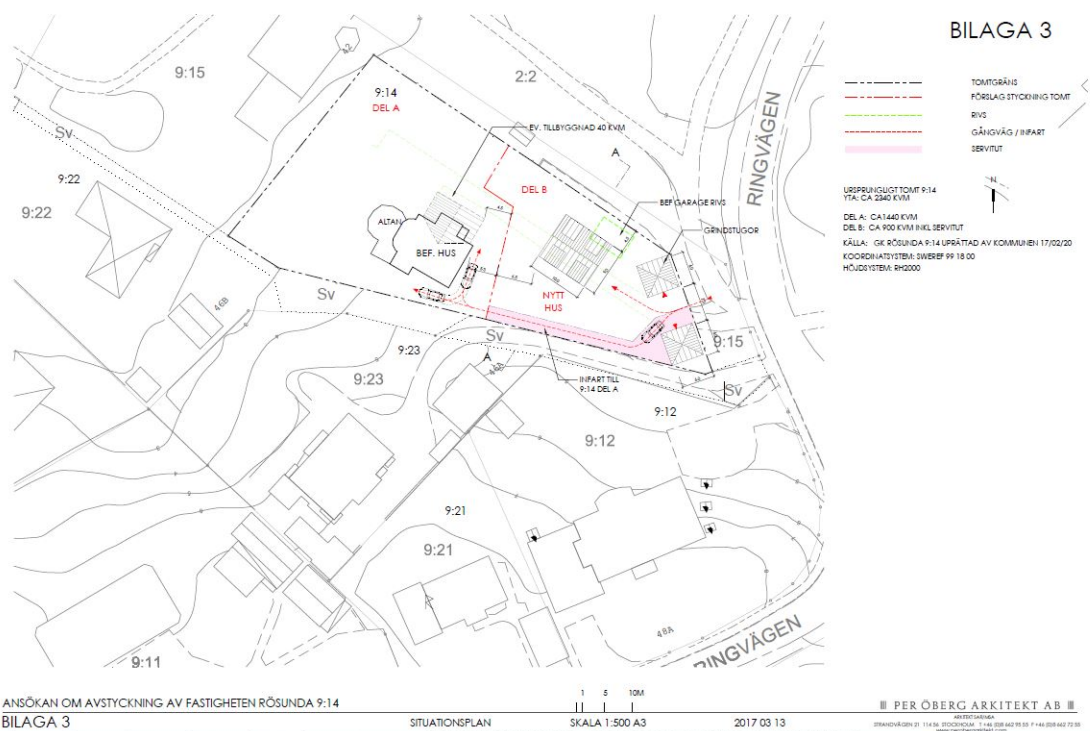 BILAGA 3
TOMTGRÄNS
FÖRSLAG STYCKNING TOMT
RIVS
GÅNGVÄG / INFART
SERVITUT
N
URSPRUNGLIGT TOMT 9:14
YTA: CA 2340 KVM
DEL A: CA1440 KVM
DEL B: CA 900 KVM INKL SERVITUT
KÄLLA: GK RÖSUNDA 9:14 UPRÄTTAD AV KOMMUNEN 17/02/20
KOORDINATSYSTEM: SWEREF 99 18 00
HÖJDSYSTEM: RH2000
9:15
42
2:2
9:14
DEL A
EV. TILLBYGGNAD 40 KVM
A
RINGVÄGEN
Sv
9:22
9:22
DEL B
BEF GARAGE RIVS
GRINDSTUGOR
ALTAN
BEF. HUS
NYTT
HUS
46B
Sv
Sv
9:15
9:23
9:23
A
44A
INFART TILL
9:14 DEL A
Sv
9:12
9:12
9:21
9:21
48A
RINGVÄGEN
9:11
ANSÖKAN OM AVSTYCKNING AV FASTIGHETEN RÖSUNDA 9:14
1 5 10M
BILAGA 3
SITUATIONSPLAN
SKALA 1:500 A3
2017 03 13
PER ÖBERG ARKITEKT AB